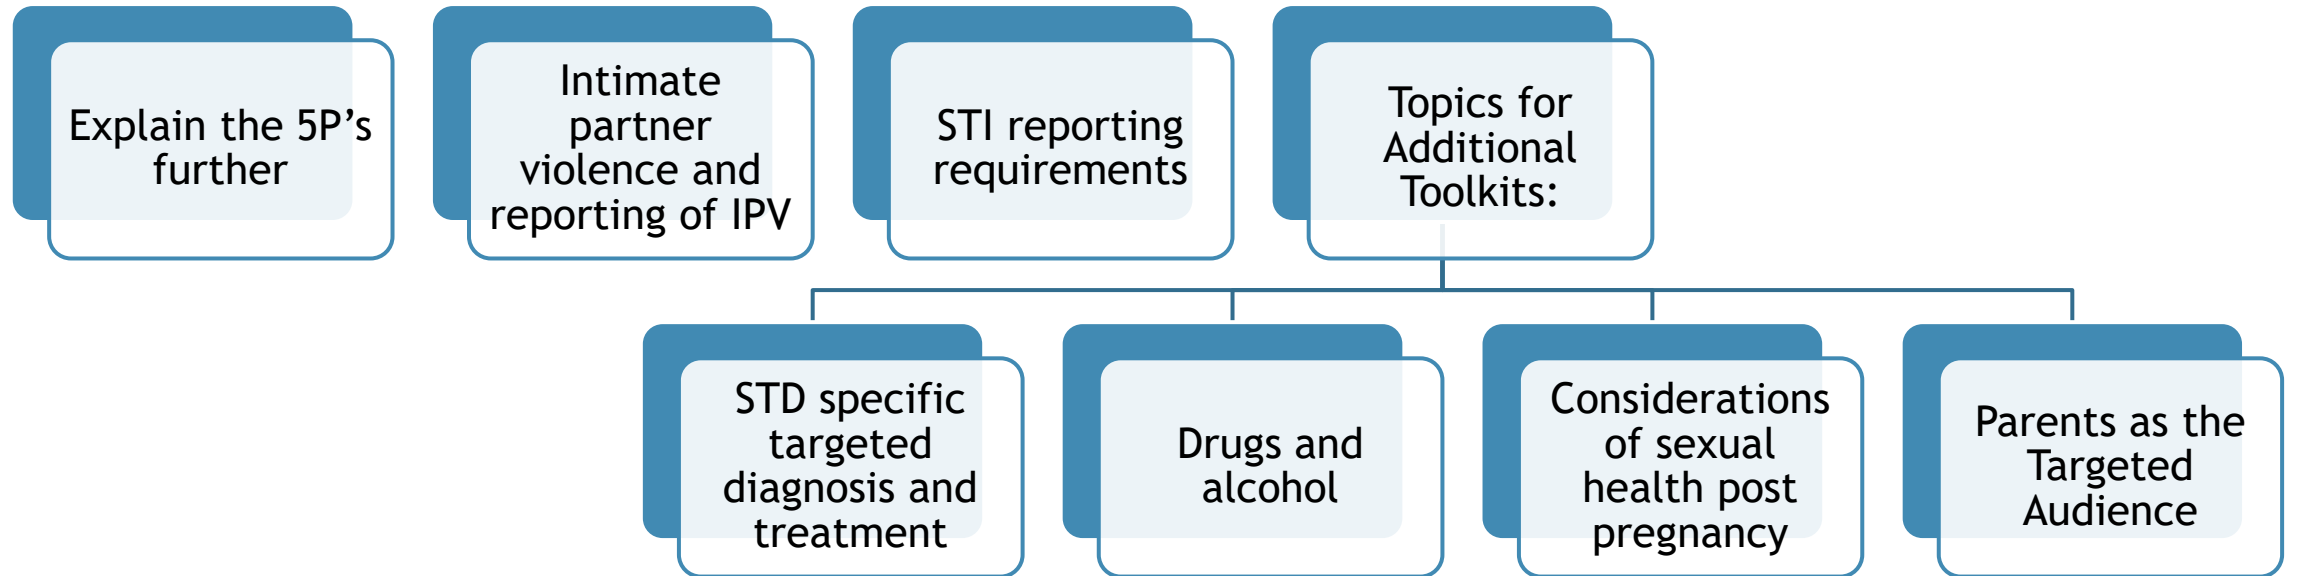 Explain the 5P’s
further
Intimate
partner
violence and
reporting of IPV
STI reporting
requirements
Topics for
Additional
Toolkits:
STD specific
targeted
diagnosis and
treatment
Drugs and
alcohol
Considerations
of sexual
health post
pregnancy
Parents as the
Targeted
Audience